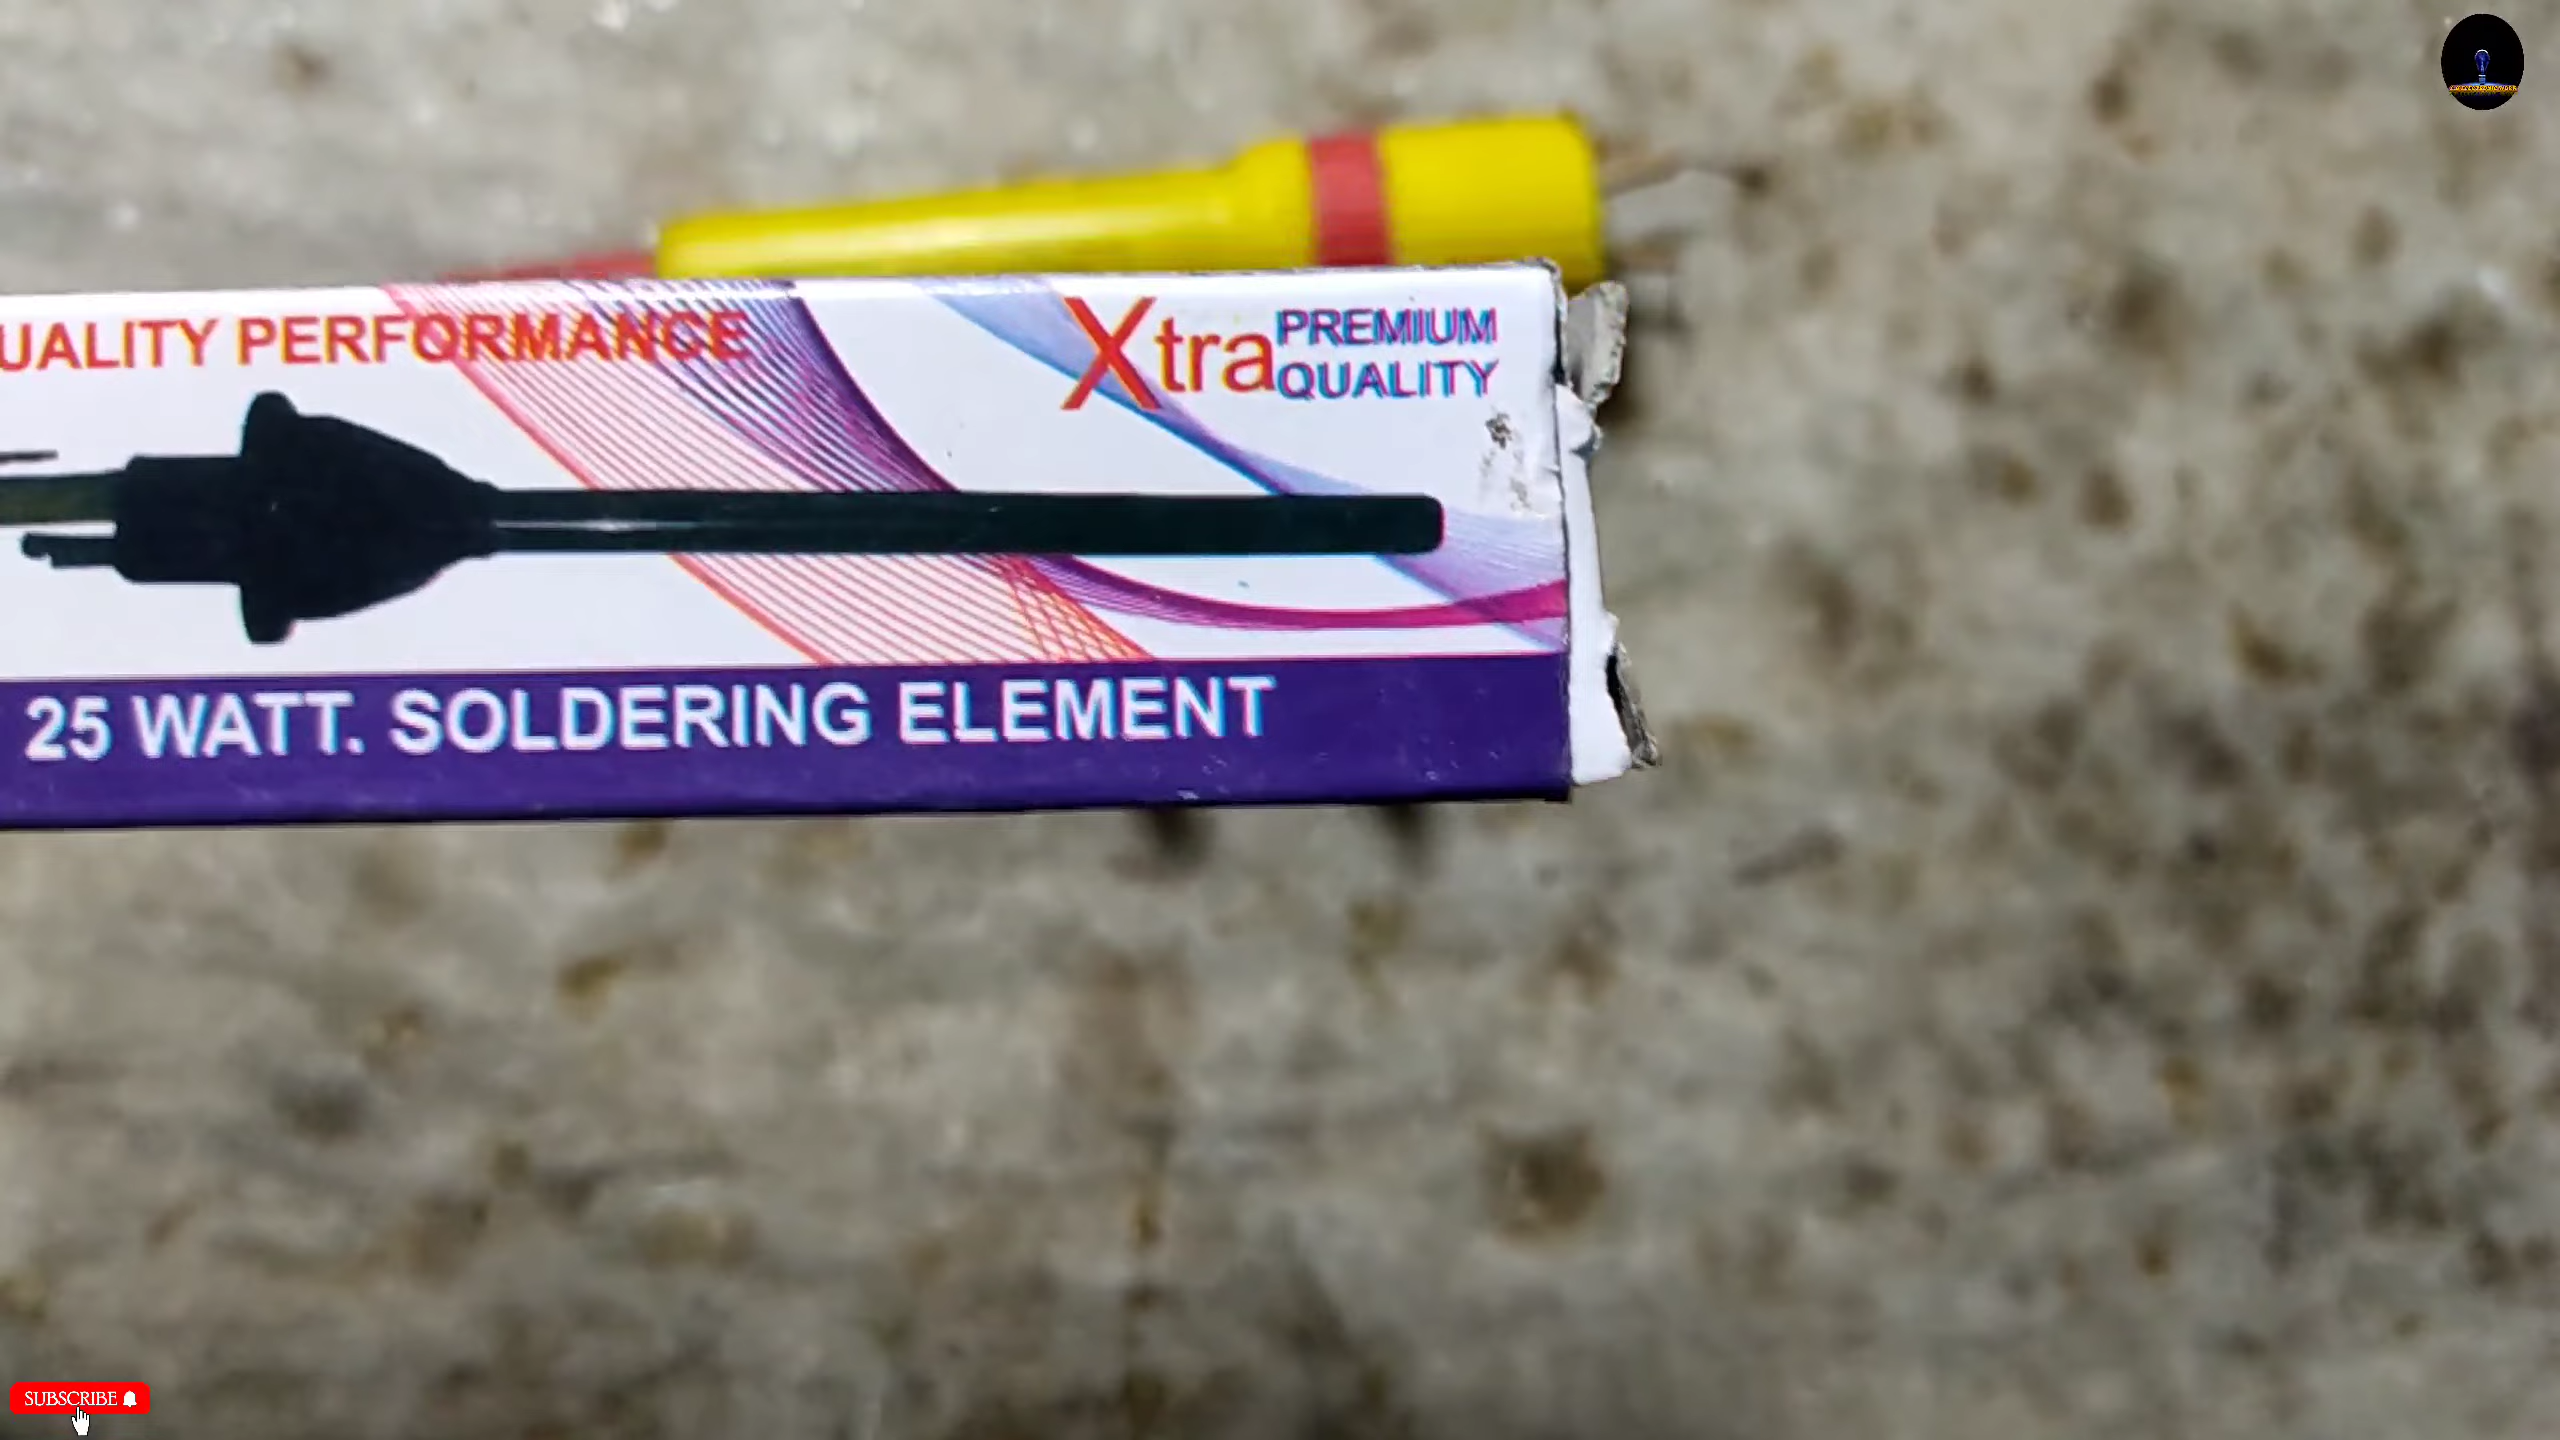 UALITY PERFORMANCE
Xtra PREMIUM
QUALITY
25 WATT. SOLDERING ELEMENT
SUBSCRIBE